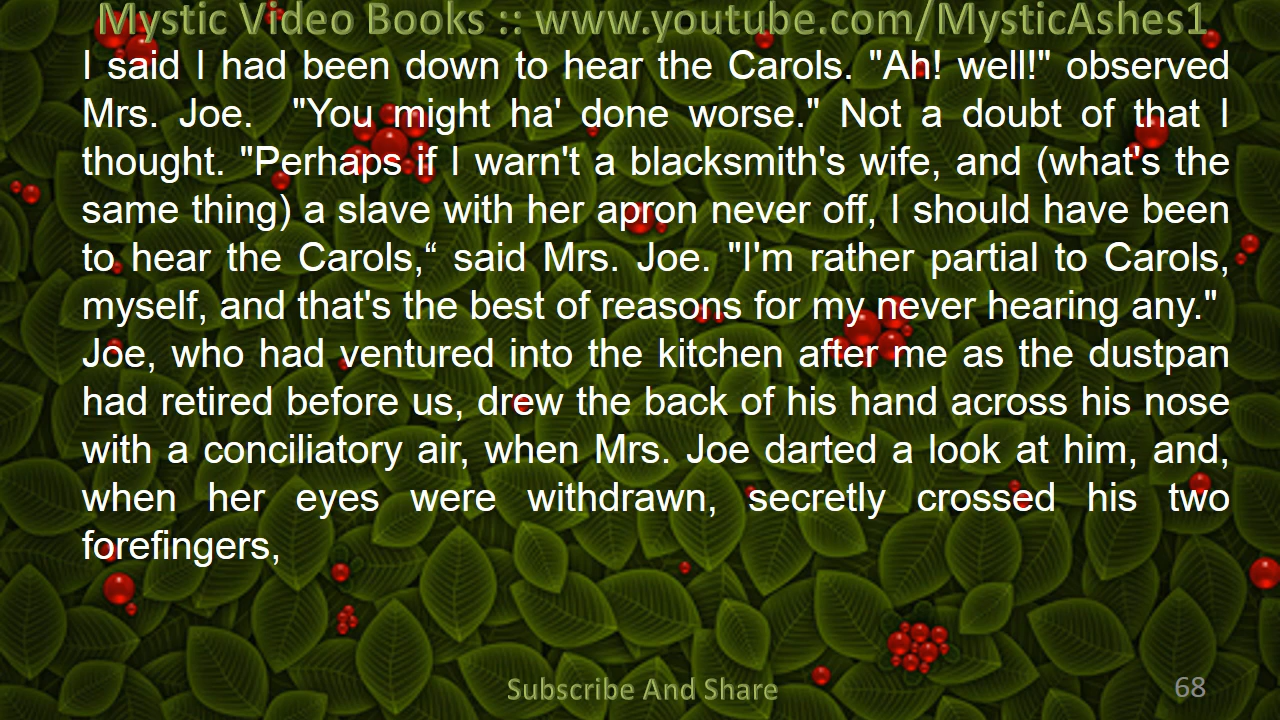 Mystic Video Books :: www.youtube.com/MysticAshes1
I said I had been down to hear the Carols. "Ah! well!" observed
Mrs. Joe. "You might ha' done worse." Not a doubt of that I
thought. "Perhaps if I warn't a blacksmith's wife, and (what's the
same thing) a slave with her apron never off, I should have been
to hear the Carols,“ said Mrs. Joe. "I'm rather partial to Carols,
myself, and that's the best of reasons for my never hearing any."
Joe, who had ventured into the kitchen after me as the dustpan
had retired before us, drew the back of his hand across his nose
with a conciliatory air, when Mrs. Joe darted a look at him, and,
when her eyes were withdrawn, secretly crossed his two
forefingers,
Subscribe And Share
68